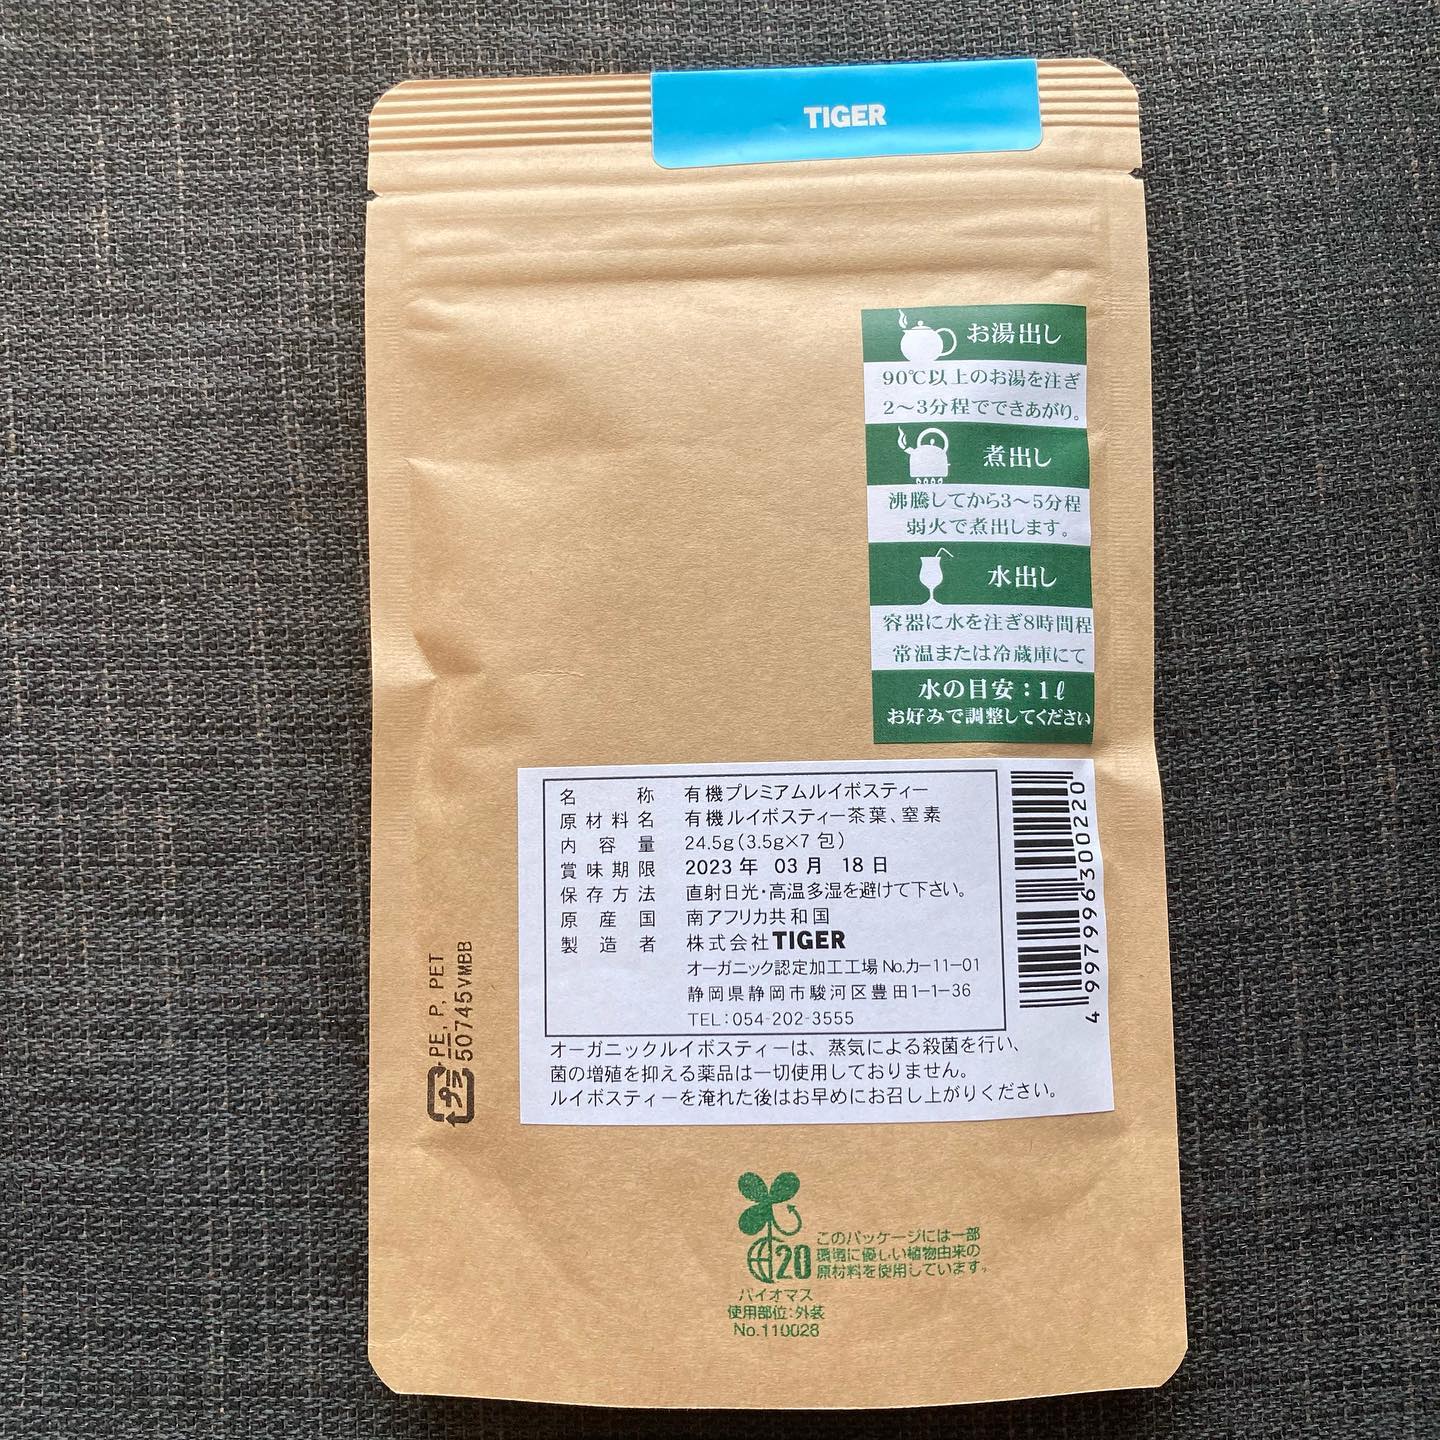 TIGER
お湯出し
90℃以上のお湯を注ぎ
2〜3分程でできあがり。
煮出し
沸騰してから3〜5分程
弱火で煮出します。
水出し
容器に水を注ぎ8時間程
常温または冷蔵庫にて
水の目安：1ℓ
お好みで調整してください
名称 有機プレミアムルイボスティー
原材料名 有機ルイボスティー茶葉、窒素
内容量 24.5g(3.5g×7包)
賞味期限 2023年 03月 18日
保存方法 直射日光・高温多湿を避けて下さい。
原産国 南アフリカ共和国
製造者 株式会社TIGER
オーガニック認定加工工場No.カー11-01
静岡県静岡市駿河区豊田1-1-36
TEL：054-202-3555
オーガニックルイボスティーは、蒸気による殺菌を行い、
菌の増殖を抑える薬品は一切使用しておりません。
ルイボスティーを淹れた後はお早めにお召し上がりください。
4997996300220
プラ
PE, P, PET
50745VMBB
20
このパッケージには一部
環境に優しい植物由来の
原材料を使用しています。
バイオマス
使用部位：外装
No.110028